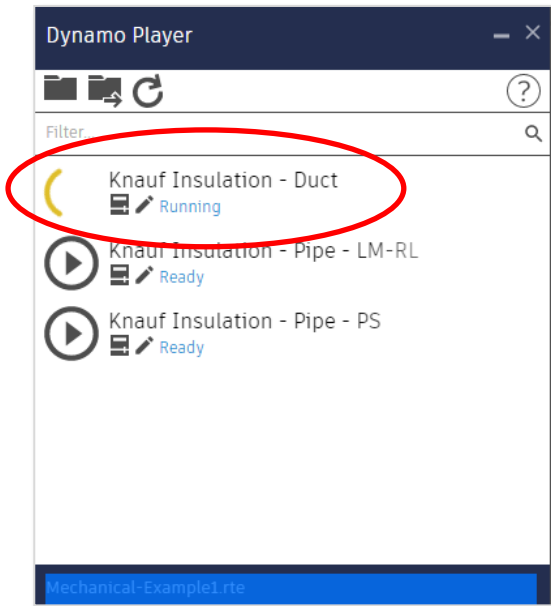 Dynamo Player
?
Filter...
Knauf Insulation - Duct
Running
Knauf Insulation - Pipe - LM-RL
Ready
Knauf Insulation - Pipe - PS
Ready
Mechanical-Example1.rte